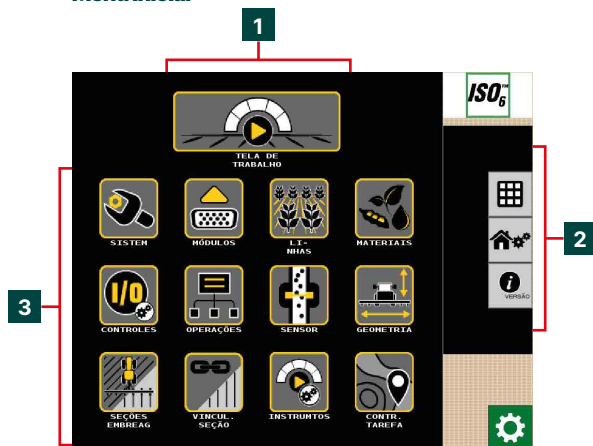 1
ISO6™
TELA DE
TRABALHO
2
3
SISTEM
MÓDULOS
LI-
NHAS
MATERIAIS
VERSÃO
I/O
CONTROLES
OPERAÇÕES
SENSOR
GEOMETRIA
SEÇÕES
EMBREAG
VINCUL.
SEÇÃO
INSTRUMTOS
CONTR.
TAREFA